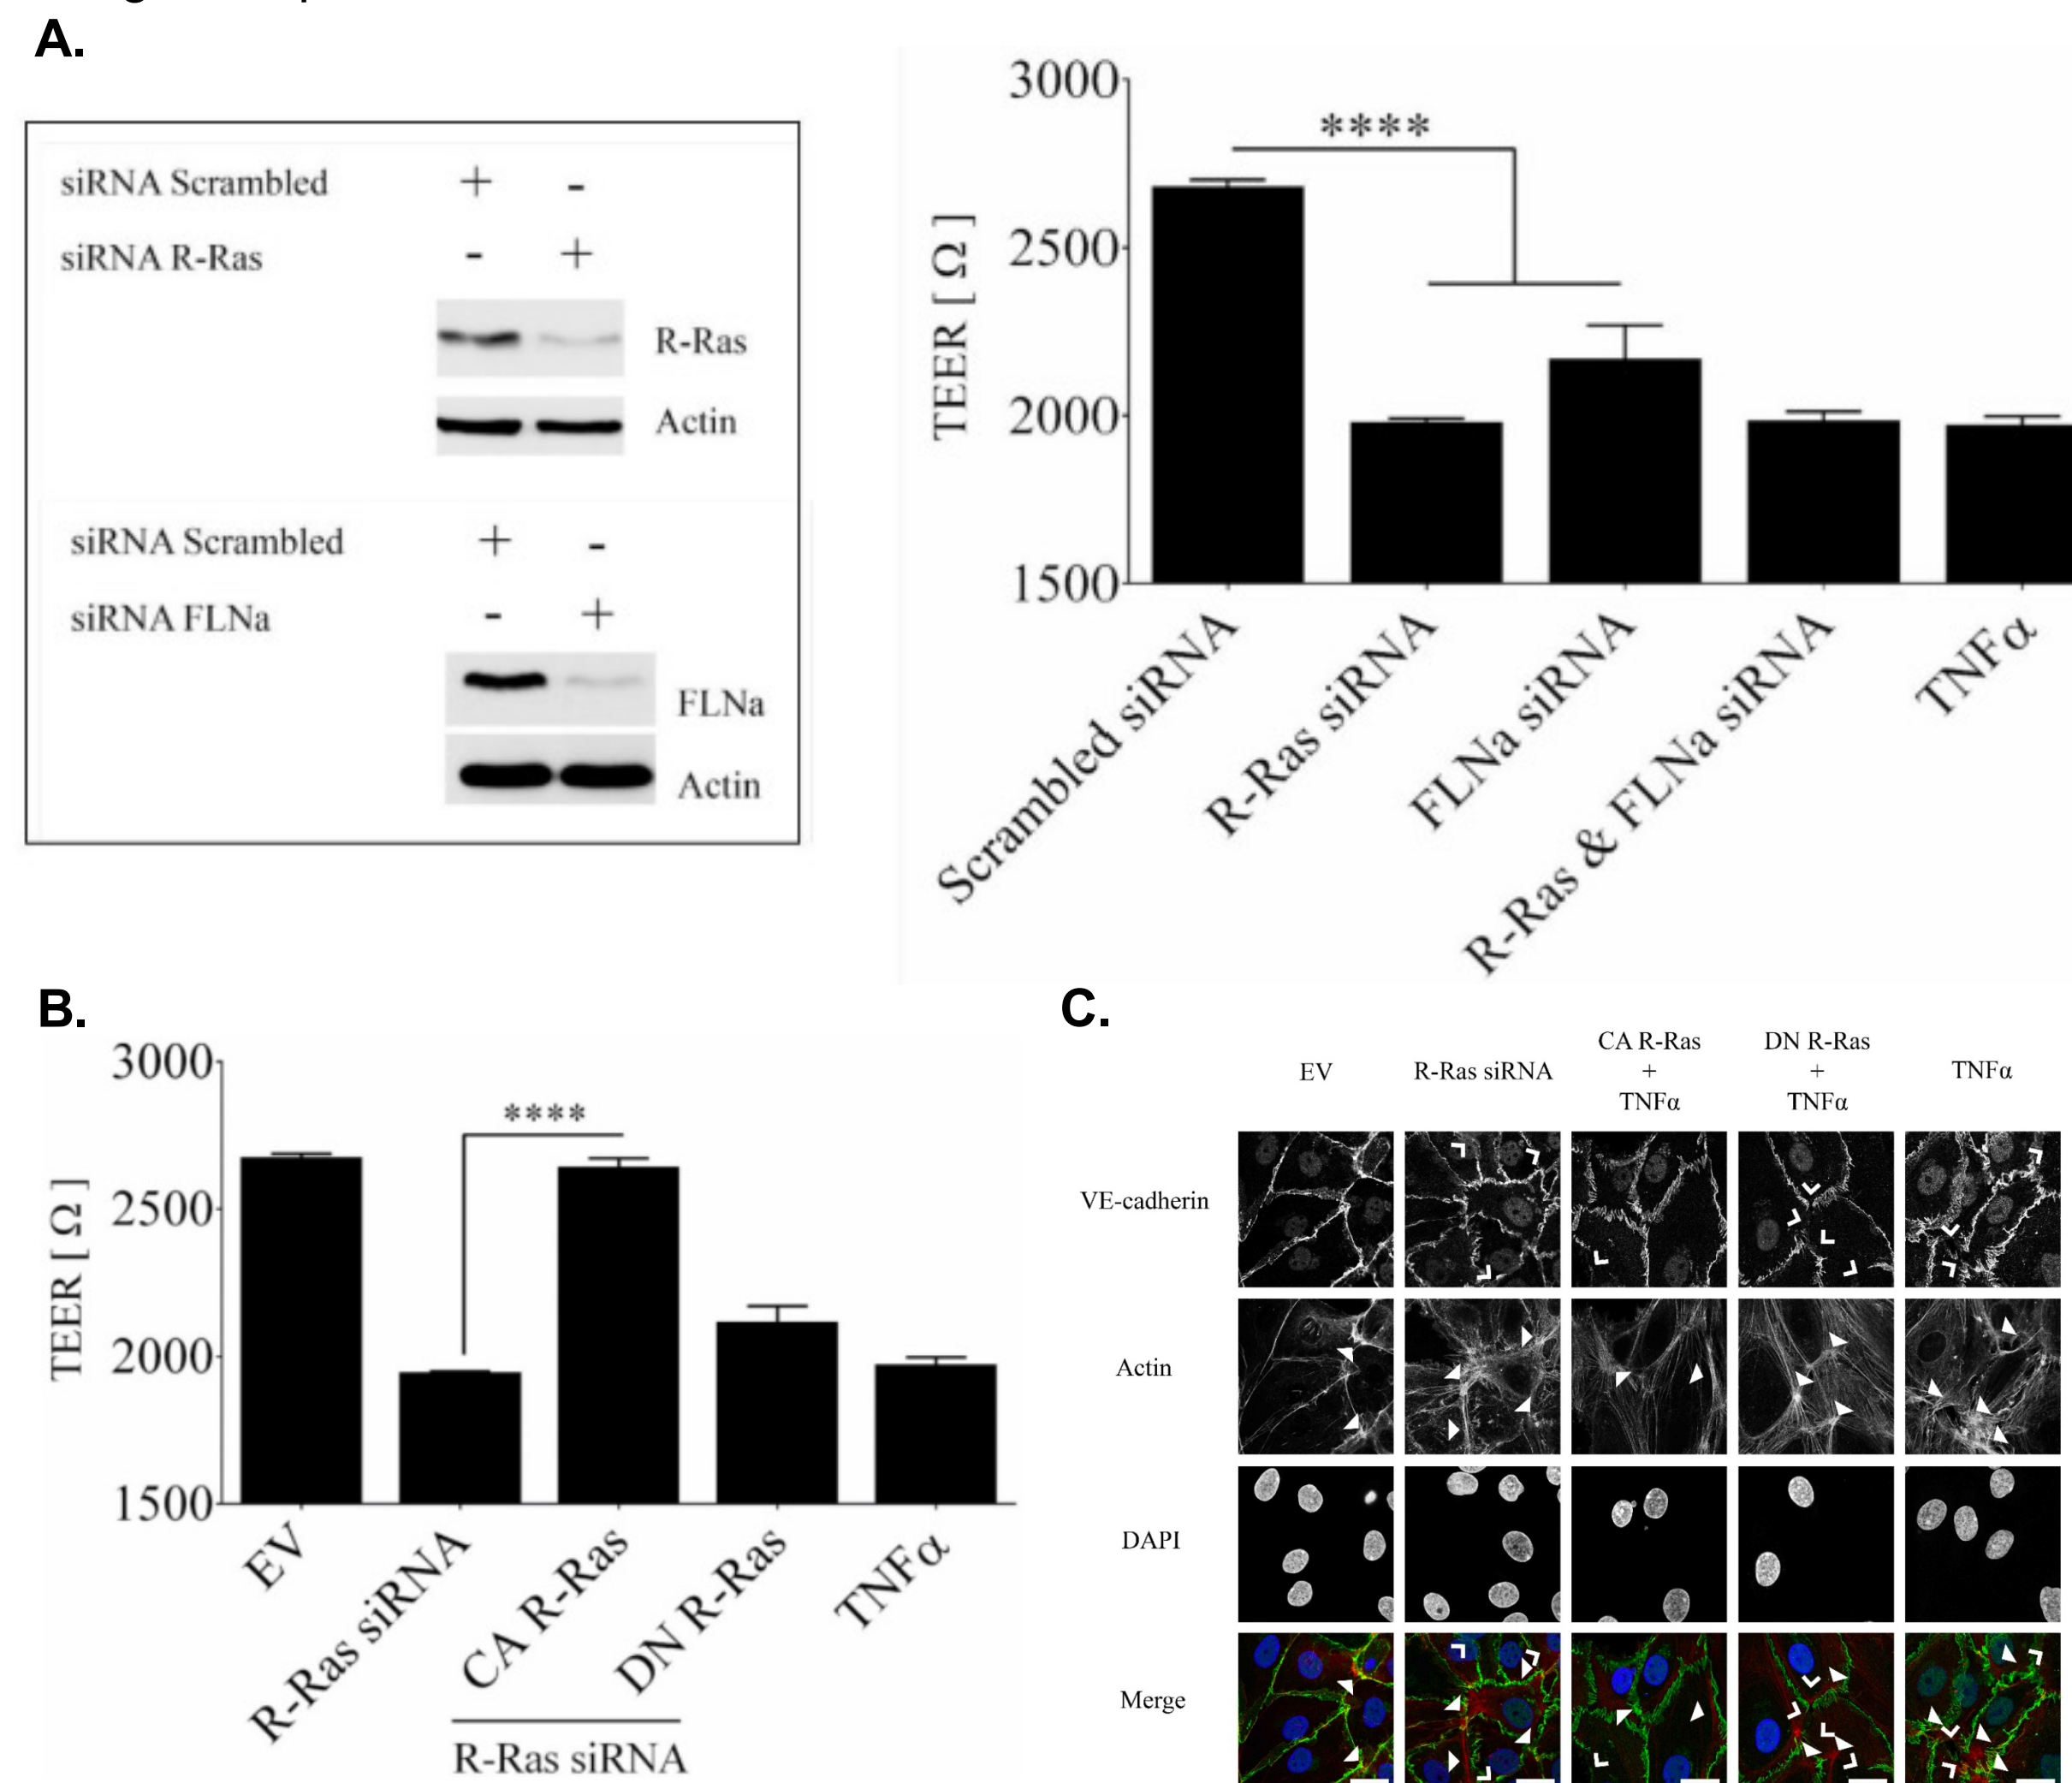 A.
siRNA Scrambled + -
siRNA R-Ras - +
R-Ras
Actin
siRNA Scrambled + -
siRNA FLNa - +
FLNa
Actin
3000
2500
2000
1500
TEER [ Ω ]
****
Scrambled siRNA
R-Ras siRNA
FLNa siRNA
R-Ras & FLNa siRNA
TNFα
B.
3000
2500
2000
1500
TEER [ Ω ]
****
EV
R-Ras siRNA
CA R-Ras
DN R-Ras
TNFα
R-Ras siRNA
C.
EV
R-Ras siRNA
CA R-Ras
+
TNFα
DN R-Ras
+
TNFα
TNFα
VE-cadherin
Actin
DAPI
Merge